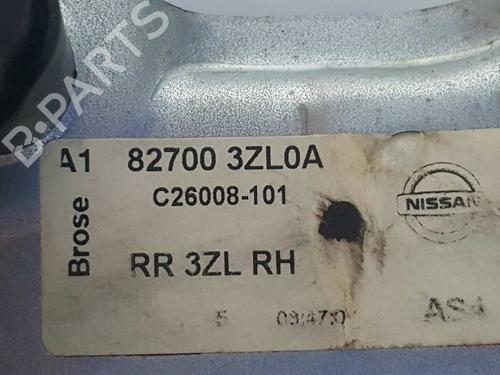 B-PARTS
A1 82700 3ZL0A
C26008-101
Brose
NISSAN
RR 3ZL RH